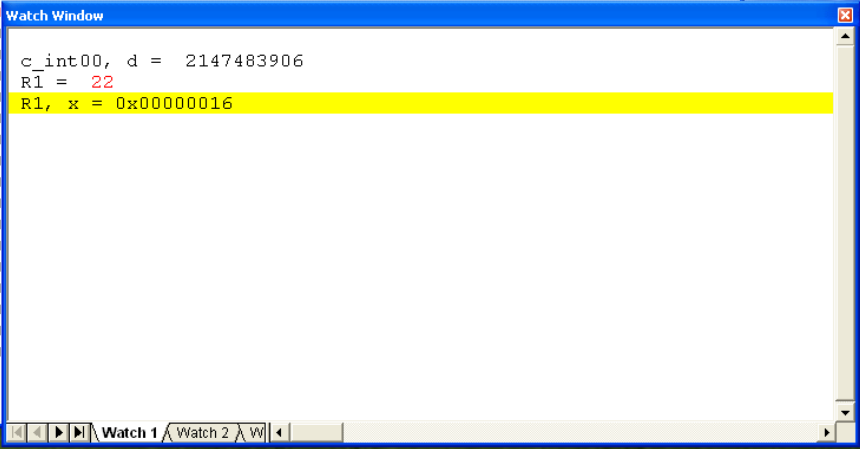 Watch Window
c_int00, d =  2147483906
R1 =  22
R1, x = 0x00000016
Watch 1 Watch 2 W